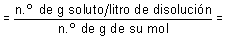 = n.º de g soluto/litro de disolución =
n.º de g de su mol